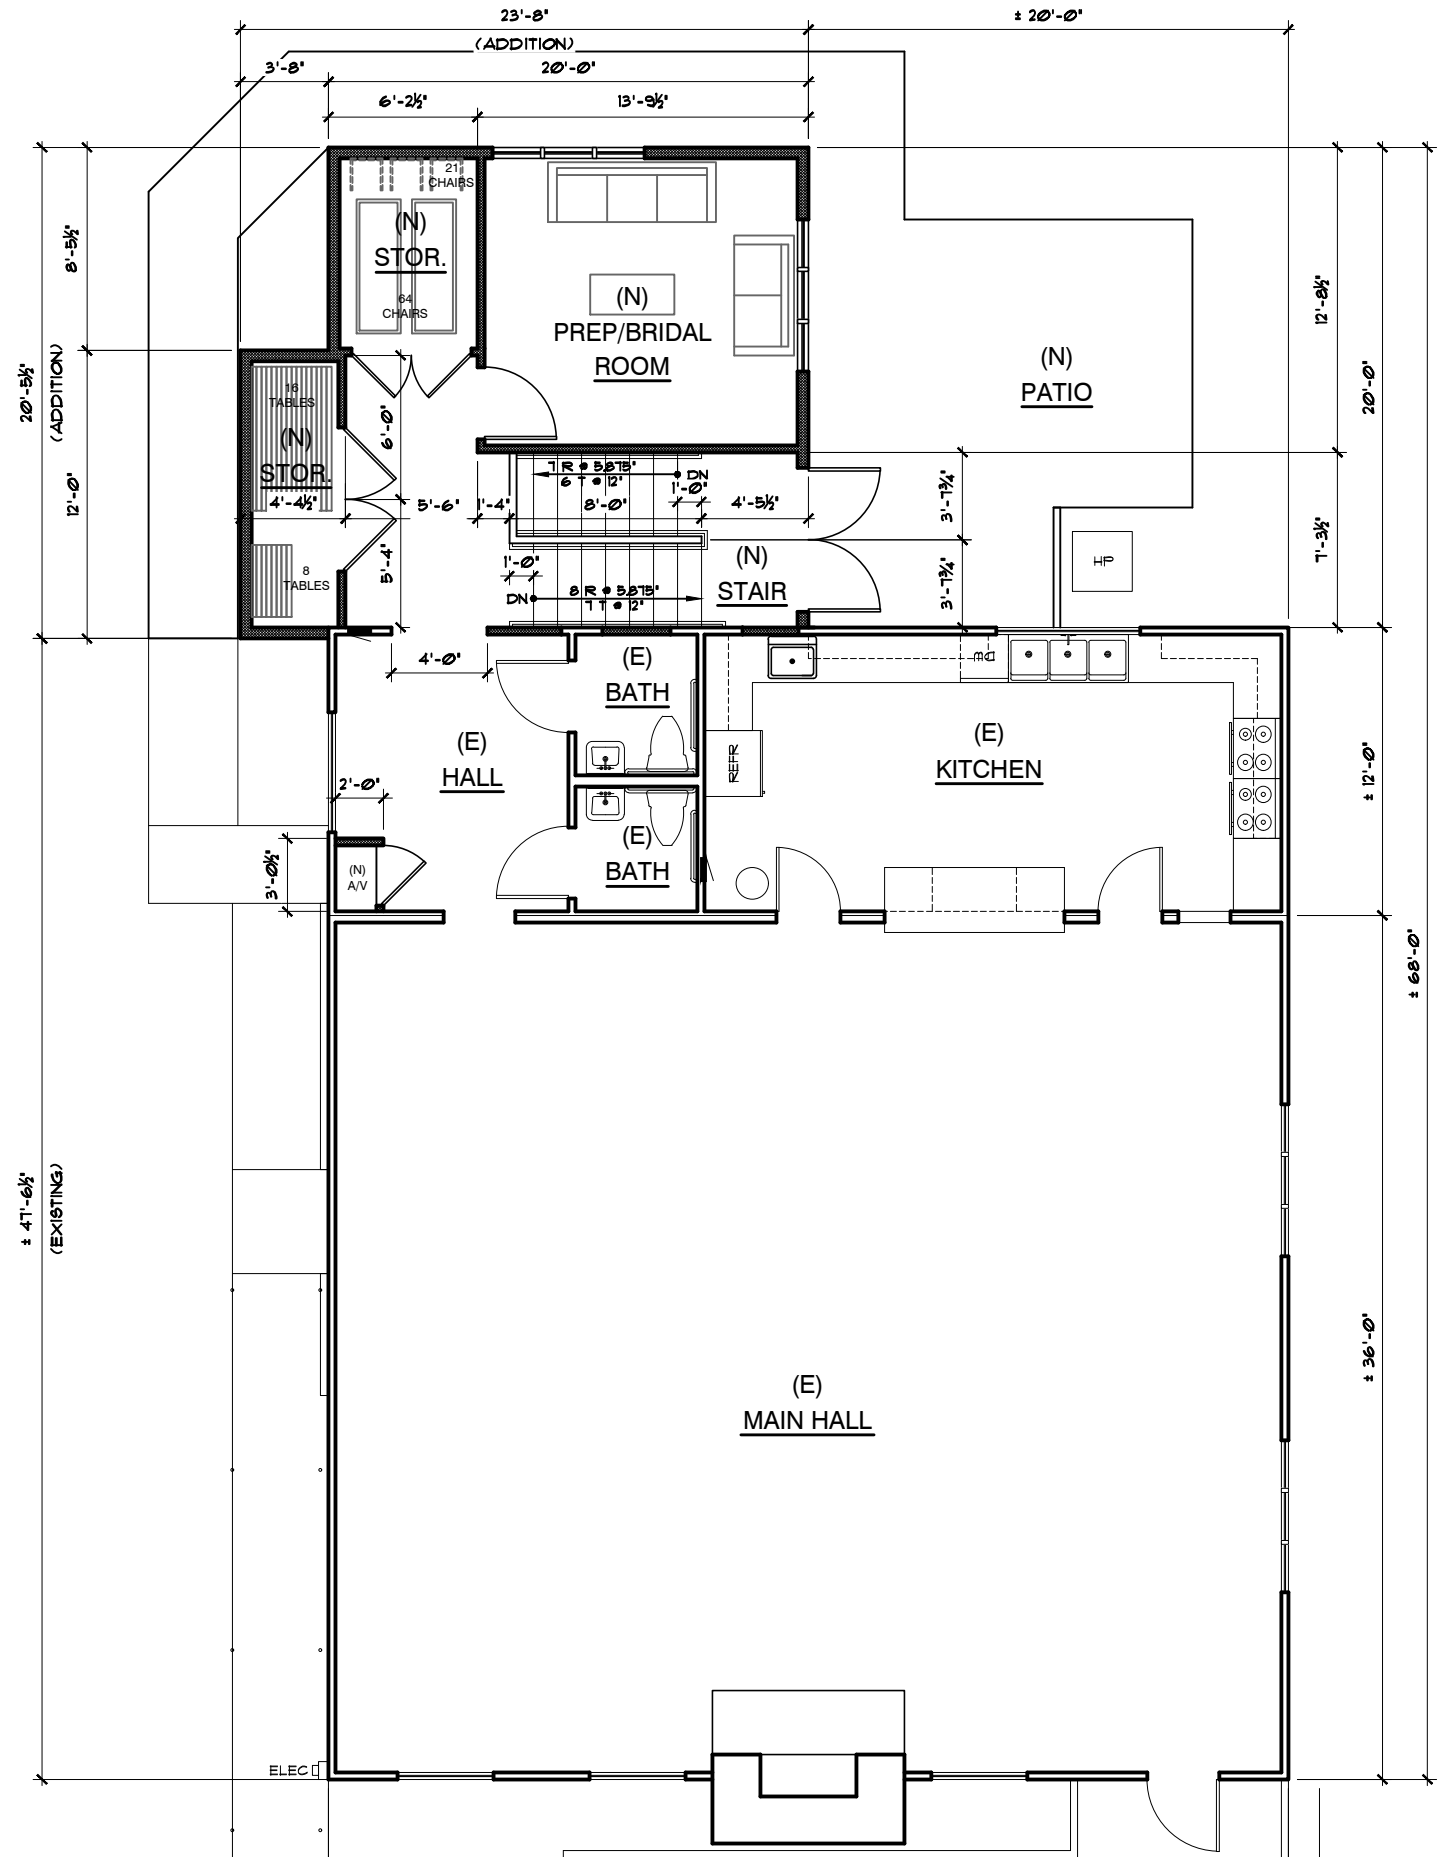 23'-8"
± 20'-0"
(ADDITION)
3'-8"
20'-0"
6'-2½"
13'-9½"
21
CHAIRS
(N)
STOR.
64
CHAIRS
(N)
PREP/BRIDAL
ROOM
(N)
PATIO
8'-5½"
12'-8½"
20'-0"
20'-5½"
(ADDITION)
16
TABLES
(N)
STOR.
6'-0"
12'-0"
4'-4½"
5'-6"
1'-4"
7 R @ 5.875"
6 T @ 12"
DN
1'-0"
8'-0"
4'-5½"
3'-7¾"
7'-3½"
HP
8
TABLES
5'-4"
1'-0"
DN
8 R @ 5.875"
7 T @ 12"
(N)
STAIR
3'-7¾"
4'-0"
(E)
BATH
DW
(E)
HALL
REFR
(E)
KITCHEN
2'-0"
± 12'-0"
(E)
BATH
3'-0½"
(N)
A/V
± 68'-0"
± 47'-6½"
(EXISTING)
± 36'-0"
(E)
MAIN HALL
ELEC